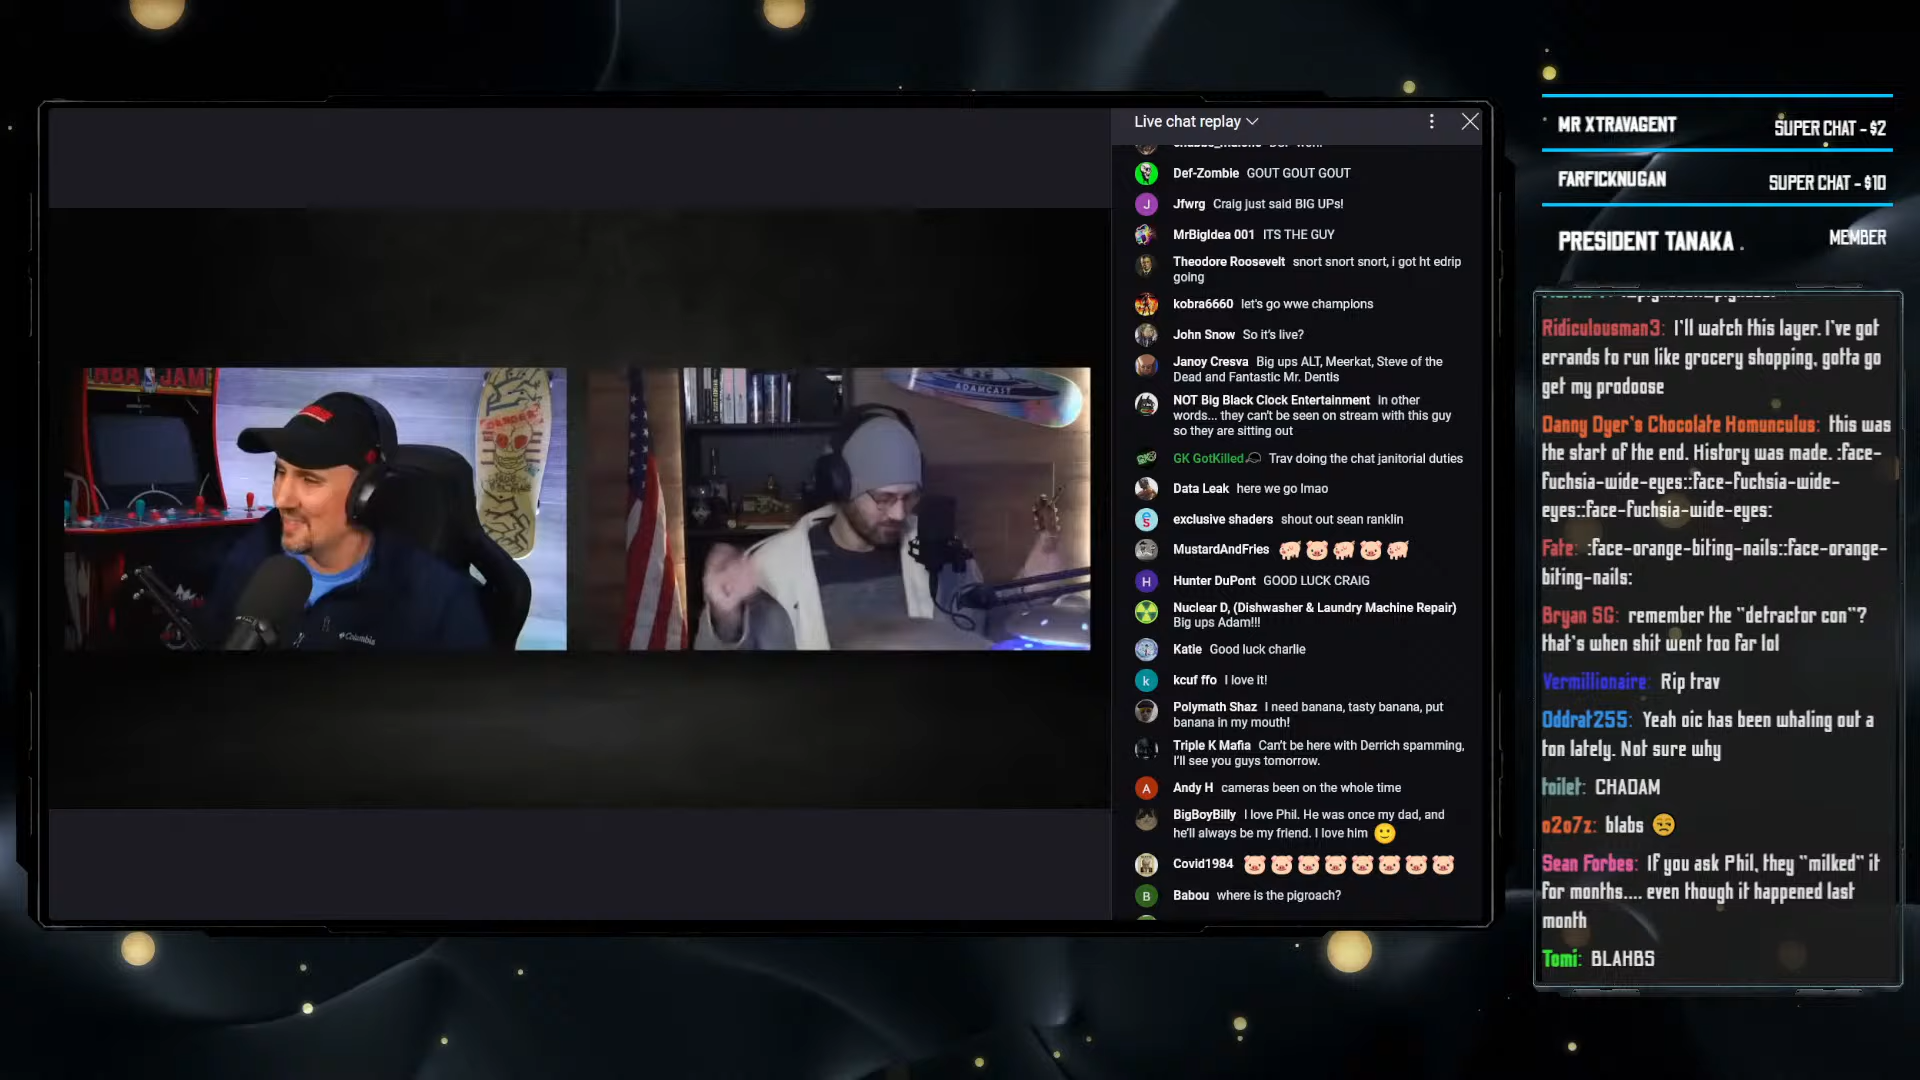 NBA JAM
Columbia
ADAMCAST
Live chat replay
Def-Zombie GOUT GOUT GOUT
J
Jfwrg Craig just said BIG UPs!
MrBigIdea 001 ITS THE GUY
Theodore Roosevelt snort snort snort, i got ht edrip
going
kobra6660 let's go wwe champions
John Snow So it's live?
Janoy Cresva Big ups ALT, Meerkat, Steve of the
Dead and Fantastic Mr. Dentis
NOT Big Black Clock Entertainment In other
words... they can't be seen on stream with this guy
so they are sitting out
GK GotKilled Trav doing the chat janitorial duties
Data Leak here we go lmao
exclusive shaders shout out sean ranklin
MustardAndFries 🐖🐷🐖🐷🐖
H
Hunter DuPont GOOD LUCK CRAIG
Nuclear D, (Dishwasher & Laundry Machine Repair)
Big ups Adam!!!
Katie Good luck charlie
k
kcuf ffo I love it!
Polymath Shaz I need banana, tasty banana, put
banana in my mouth!
Triple K Mafia Can't be here with Derrich spamming,
I'll see you guys tomorrow.
A
Andy H cameras been on the whole time
BigBoyBilly I love Phil. He was once my dad, and
he'll always be my friend. I love him 🙂
Covid1984 🐷🐷🐷🐷🐷🐷🐷🐷
B
Babou where is the pigroach?
MR XTRAVAGENT SUPER CHAT - $2
FARFICKNUGAN SUPER CHAT - $10
PRESIDENT TANAKA MEMBER
Ridiculousman3: I'll watch this layer. I've got
errands to run like grocery shopping, gotta go
get my prodoose
Danny Dyer's Chocolate Homunculus: this was
the start of the end. History was made. :face-
fuchsia-wide-eyes::face-fuchsia-wide-
eyes::face-fuchsia-wide-eyes:
Fate: :face-orange-biting-nails::face-orange-
biting-nails:
Bryan SG: remember the "detractor con"?
that's when shit went too far lol
Vermillionaire: Rip trav
Oddrat255: Yeah oic has been whaling out a
ton lately. Not sure why
toilet: CHADAM
o2o7z: blabs 😒
Sean Forbes: If you ask Phil, they "milked" it
for months.... even though it happened last
month
Tomi: BLAHBS